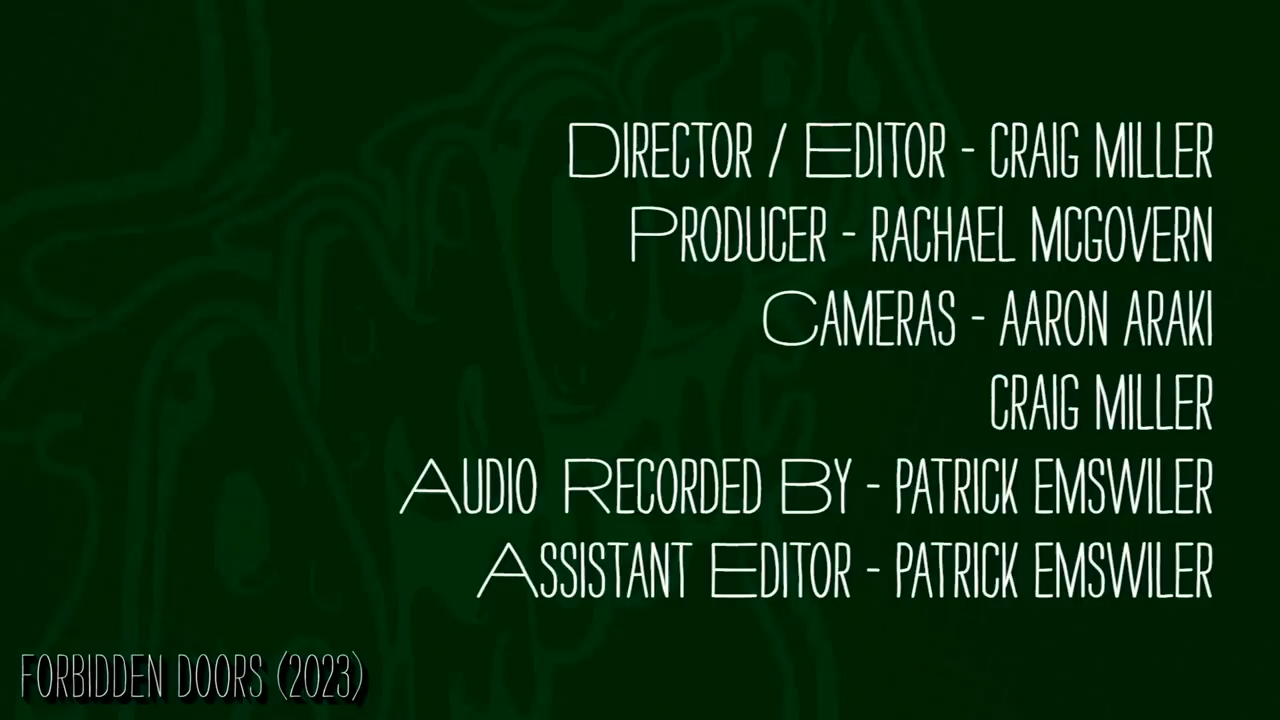 DIRECTOR / EDITOR - CRAIG MILLER
PRODUCER - RACHAEL MCGOVERN
CAMERAS - AARON ARAKI
CRAIG MILLER
AUDIO RECORDED BY - PATRICK EMSWILER
ASSISTANT EDITOR - PATRICK EMSWILER
FORBIDDEN DOORS (2023)